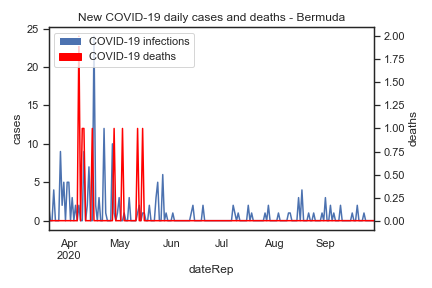 New COVID-19 daily cases and deaths - Bermuda
COVID-19 infections
COVID-19 deaths
25
20
15
10
5
0
cases
2.00
1.75
1.50
1.25
1.00
0.75
0.50
0.25
0.00
deaths
Apr May Jun Jul Aug Sep
2020
dateRep